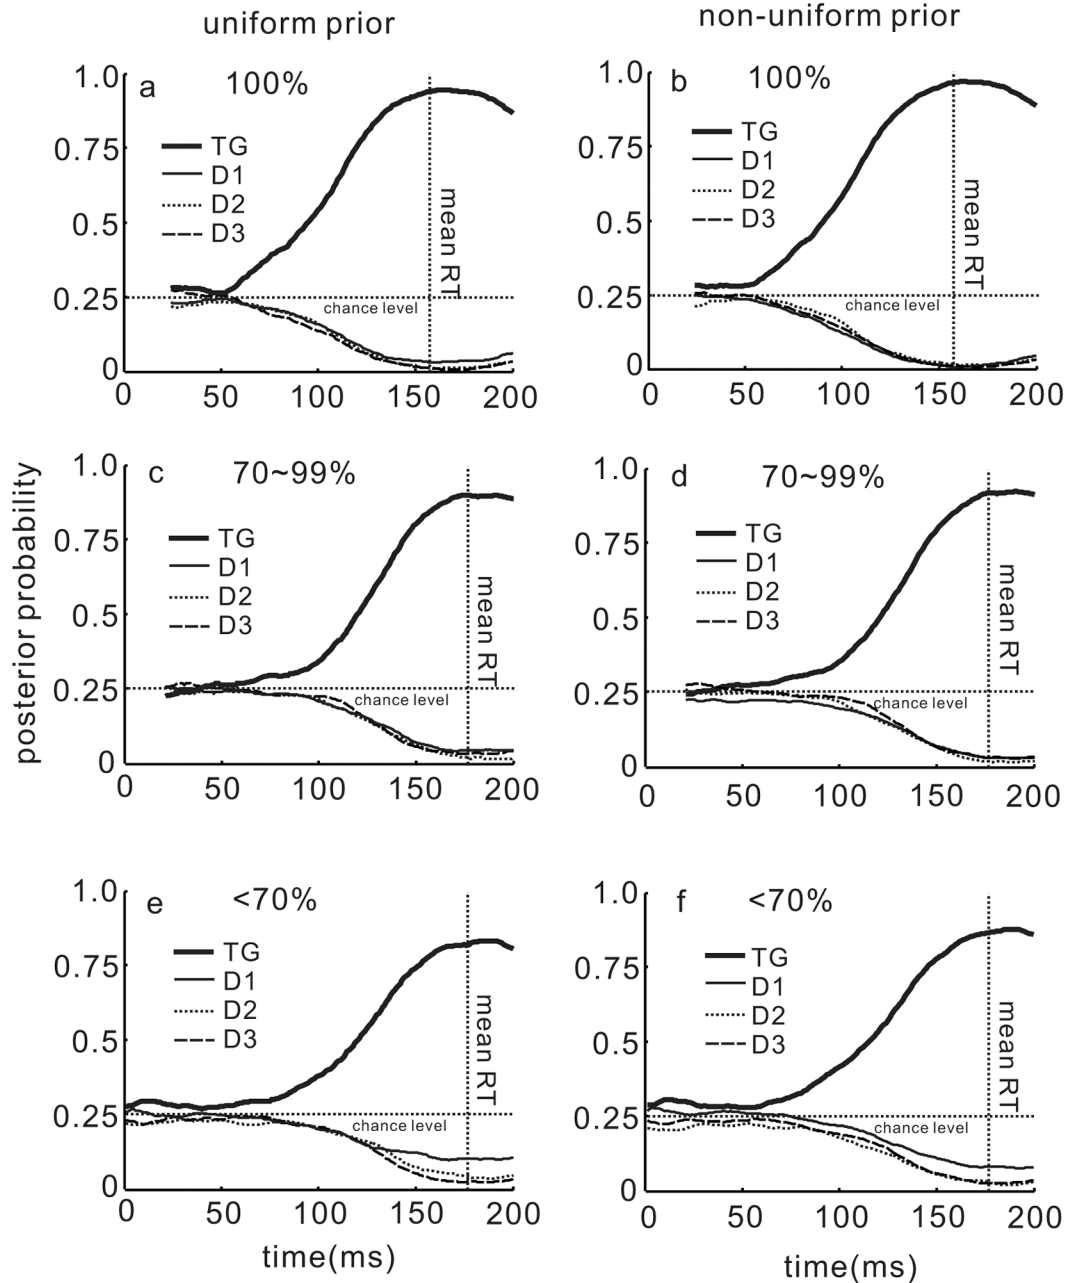 uniform prior
non-uniform prior
posterior probability
a
100%
1.0
0.75
0.5
0.25
0
TG
D1
D2
D3
mean RT
chance level
0
50
100
150
200
b
100%
1.0
0.75
0.5
0.25
0
TG
D1
D2
D3
mean RT
chance level
0
50
100
150
200
c
70~99%
1.0
0.75
0.5
0.25
0
TG
D1
D2
D3
mean RT
chance level
0
50
100
150
200
d
70~99%
1.0
0.75
0.5
0.25
0
TG
D1
D2
D3
mean RT
chance level
0
50
100
150
200
e
<70%
1.0
0.75
0.5
0.25
0
TG
D1
D2
D3
mean RT
chance level
0
50
100
150
200
time(ms)
f
<70%
1.0
0.75
0.5
0.25
0
TG
D1
D2
D3
mean RT
chance level
0
50
100
150
200
time(ms)